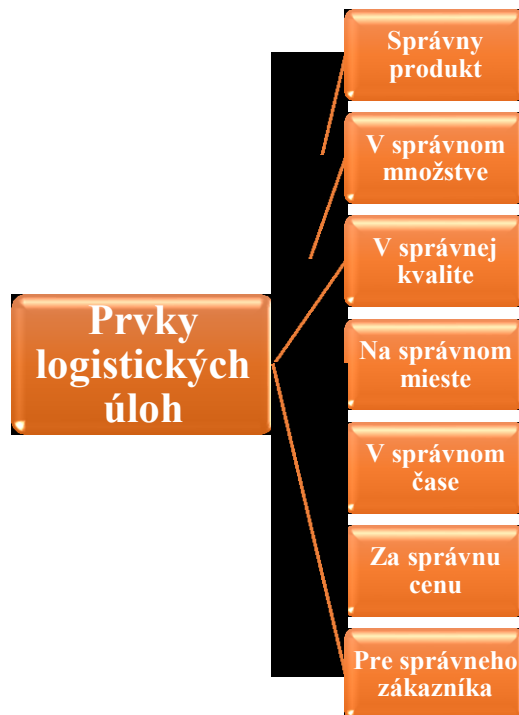 Správny
produkt
V správnom
množstve
V správnej
kvalite
Prvky
logistických
úloh
Na správnom
mieste
V správnom
čase
Za správnu
cenu
Pre správneho
zákazníka